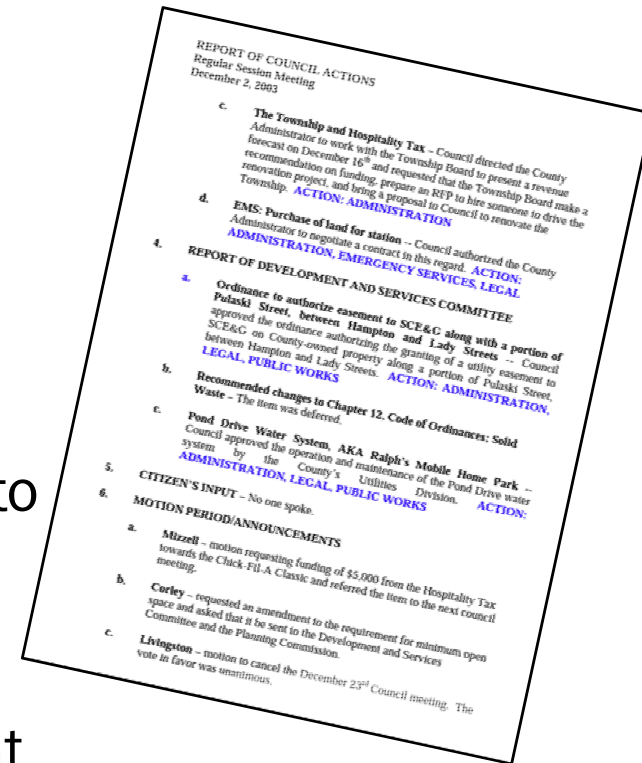 REPORT OF COUNCIL ACTIONS
Regular Session Meeting
December 2, 2003
c. The Township and Hospitality Tax – Council directed the County
Administrator to work with the Township Board to present a revenue
forecast on December 16th and requested that the Township Board make a
recommendation on funding, prepare an RFP to hire someone to drive the
renovation project, and bring a proposal to Council to renovate the
Township. ACTION: ADMINISTRATION
d. EMS: Purchase of land for station -- Council authorized the County
Administrator to negotiate a contract in this regard. ACTION:
ADMINISTRATION, EMERGENCY SERVICES, LEGAL
4. REPORT OF DEVELOPMENT AND SERVICES COMMITTEE
a. Ordinance to authorize easement to SCE&G along with a portion of
Pulaski Street, between Hampton and Lady Streets -- Council
approved the ordinance authorizing the granting of a utility easement to
SCE&G on County-owned property along a portion of Pulaski Street,
between Hampton and Lady Streets. ACTION: ADMINISTRATION,
LEGAL, PUBLIC WORKS
b. Recommended changes in Chapter 12, Code of Ordinances; Solid
Waste – The item was deferred.
c. Pond Drive Water System, AKA Ralph's Mobile Home Park --
Council approved the operation and maintenance of the Pond Drive water
system by the County's Utilities Division. ACTION:
ADMINISTRATION, LEGAL, PUBLIC WORKS
5. CITIZEN'S INPUT – No one spoke.
6. MOTION PERIOD/ANNOUNCEMENTS
a. Mizzell – motion requesting funding of $5,000 from the Hospitality Tax
towards the Chick-Fil-A Classic and referred the item to the next council
meeting.
b. Corley – requested an amendment to the requirement for minimum open
space and asked that it be sent to the Development and Services
Committee and the Planning Commission.
c. Livingston – motion to cancel the December 23rd Council meeting. The
vote in favor was unanimous.
to
t